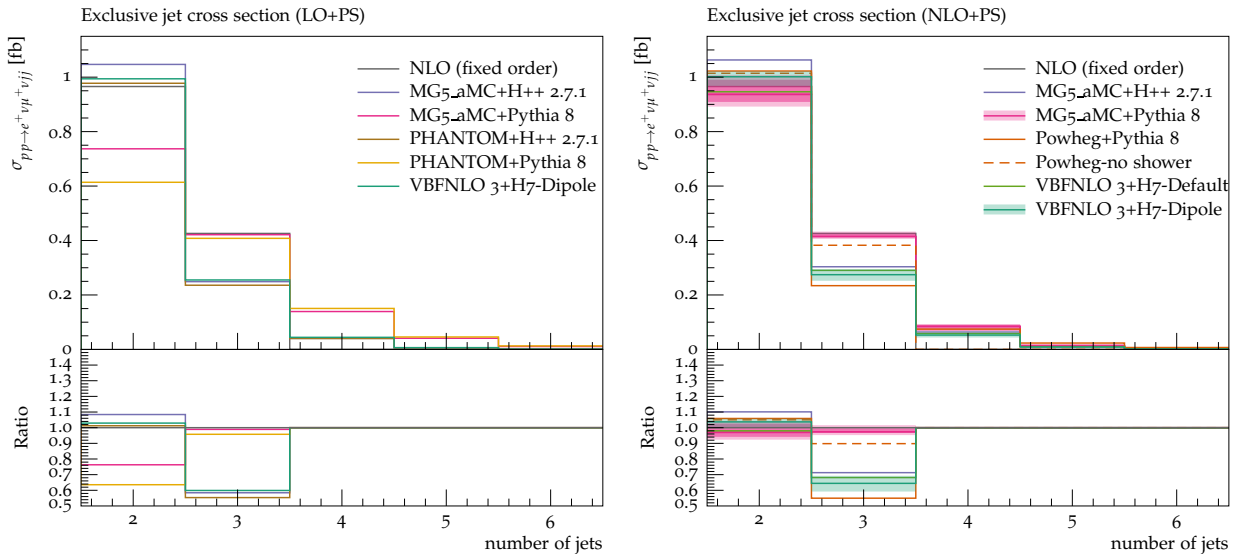 Exclusive jet cross section (LO+PS)
σ pp→e⁺νμ⁺νjj [fb]
NLO (fixed order)
MG5_aMC+H++ 2.7.1
MG5_aMC+Pythia 8
PHANTOM+H++ 2.7.1
PHANTOM+Pythia 8
VBFNLO 3+H7-Dipole
1
0.8
0.6
0.4
0.2
0
Ratio
1.4
1.3
1.2
1.1
1.0
0.9
0.8
0.7
0.6
0.5
2 3 4 5 6
number of jets
Exclusive jet cross section (NLO+PS)
σ pp→e⁺νμ⁺νjj [fb]
NLO (fixed order)
MG5_aMC+H++ 2.7.1
MG5_aMC+Pythia 8
Powheg+Pythia 8
Powheg-no shower
VBFNLO 3+H7-Default
VBFNLO 3+H7-Dipole
1
0.8
0.6
0.4
0.2
0
Ratio
1.4
1.3
1.2
1.1
1.0
0.9
0.8
0.7
0.6
0.5
2 3 4 5 6
number of jets